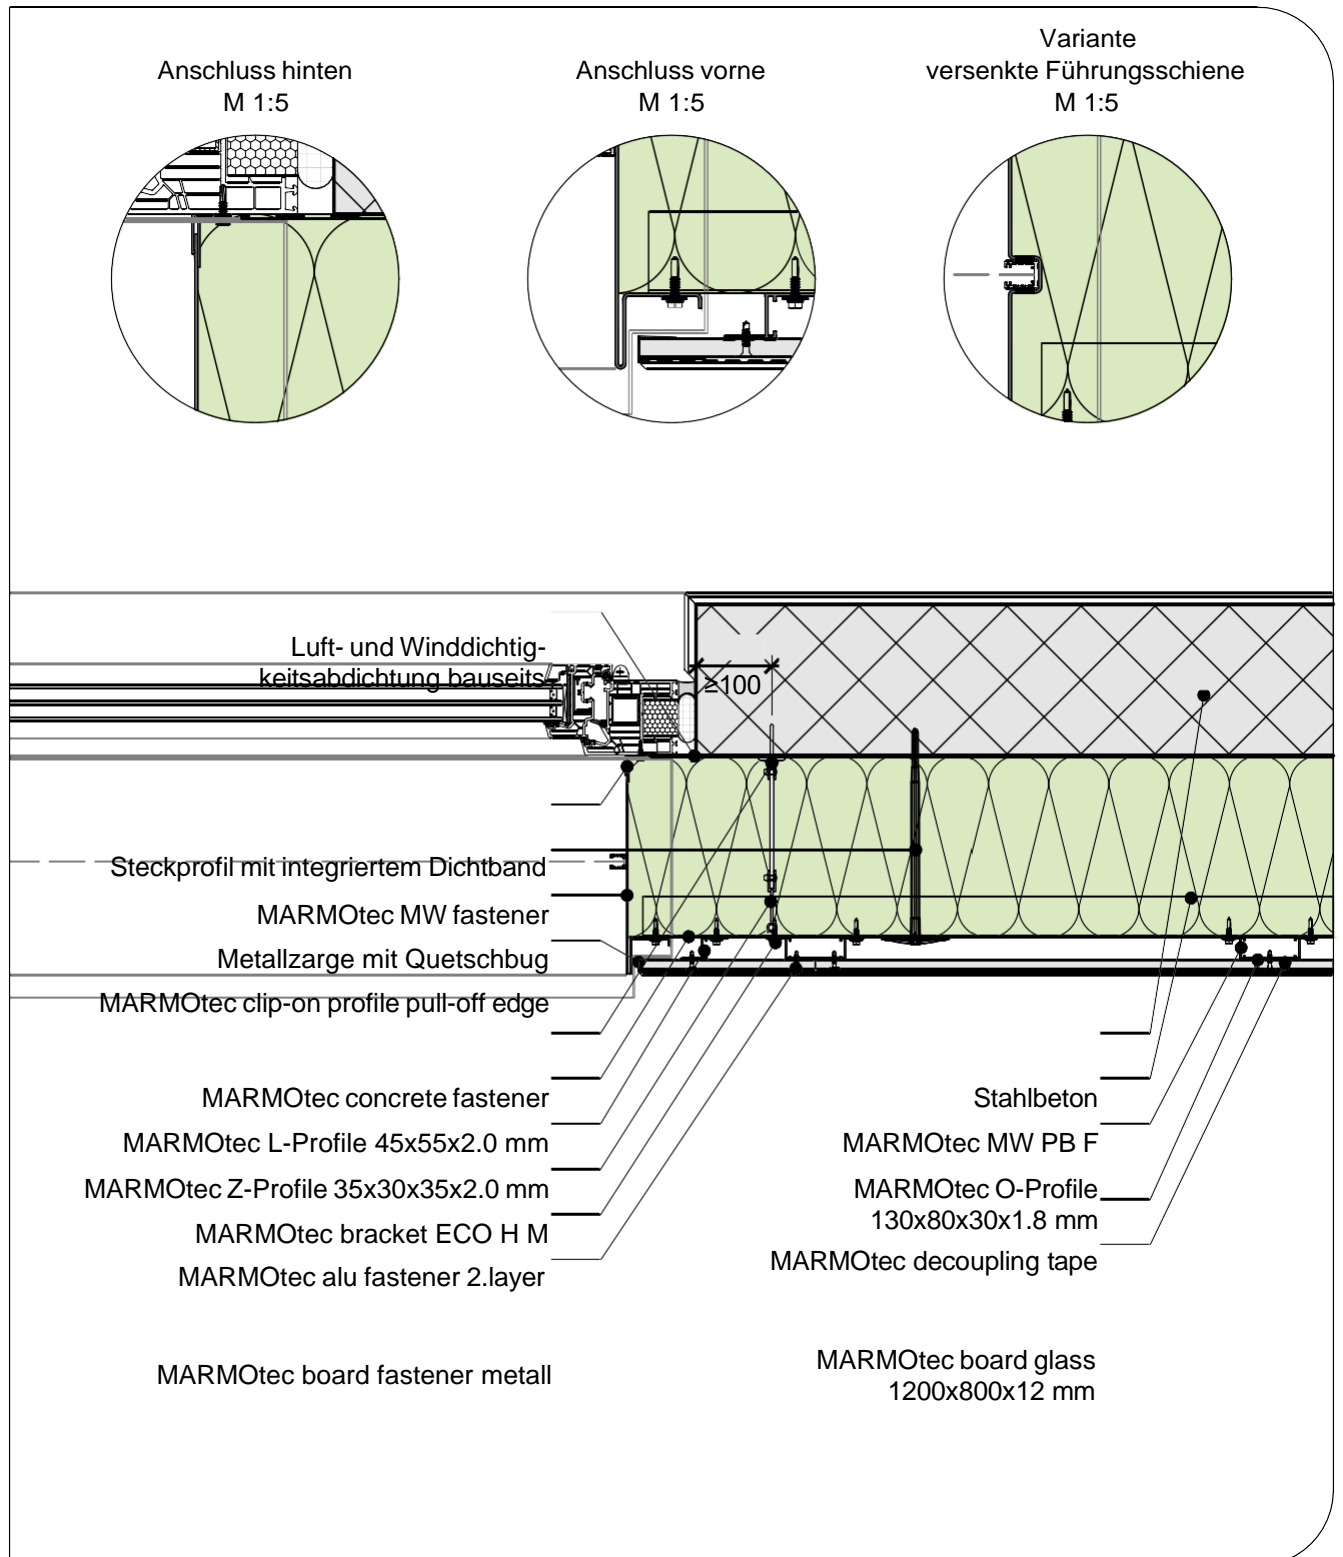 Anschluss hinten
M 1:5
Anschluss vorne
M 1:5
Variante
versenkte Führungsschiene
M 1:5
Luft- und Winddichtig-
keitsabdichtung bauseits
≥100
Steckprofil mit integriertem Dichtband
MARMOtec MW fastener
Metallzarge mit Quetschbug
MARMOtec clip-on profile pull-off edge
MARMOtec concrete fastener
MARMOtec L-Profile 45x55x2.0 mm
MARMOtec Z-Profile 35x30x35x2.0 mm
MARMOtec bracket ECO H M
MARMOtec alu fastener 2.layer
MARMOtec board fastener metall
Stahlbeton
MARMOtec MW PB F
MARMOtec O-Profile
130x80x30x1.8 mm
MARMOtec decoupling tape
MARMOtec board glass
1200x800x12 mm